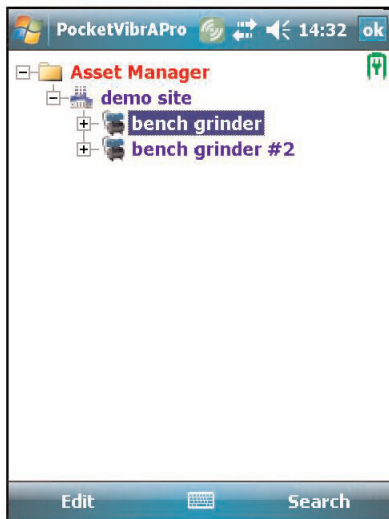 PocketVibrAPro 14:32 ok
Asset Manager
demo site
bench grinder
bench grinder #2
Edit Search